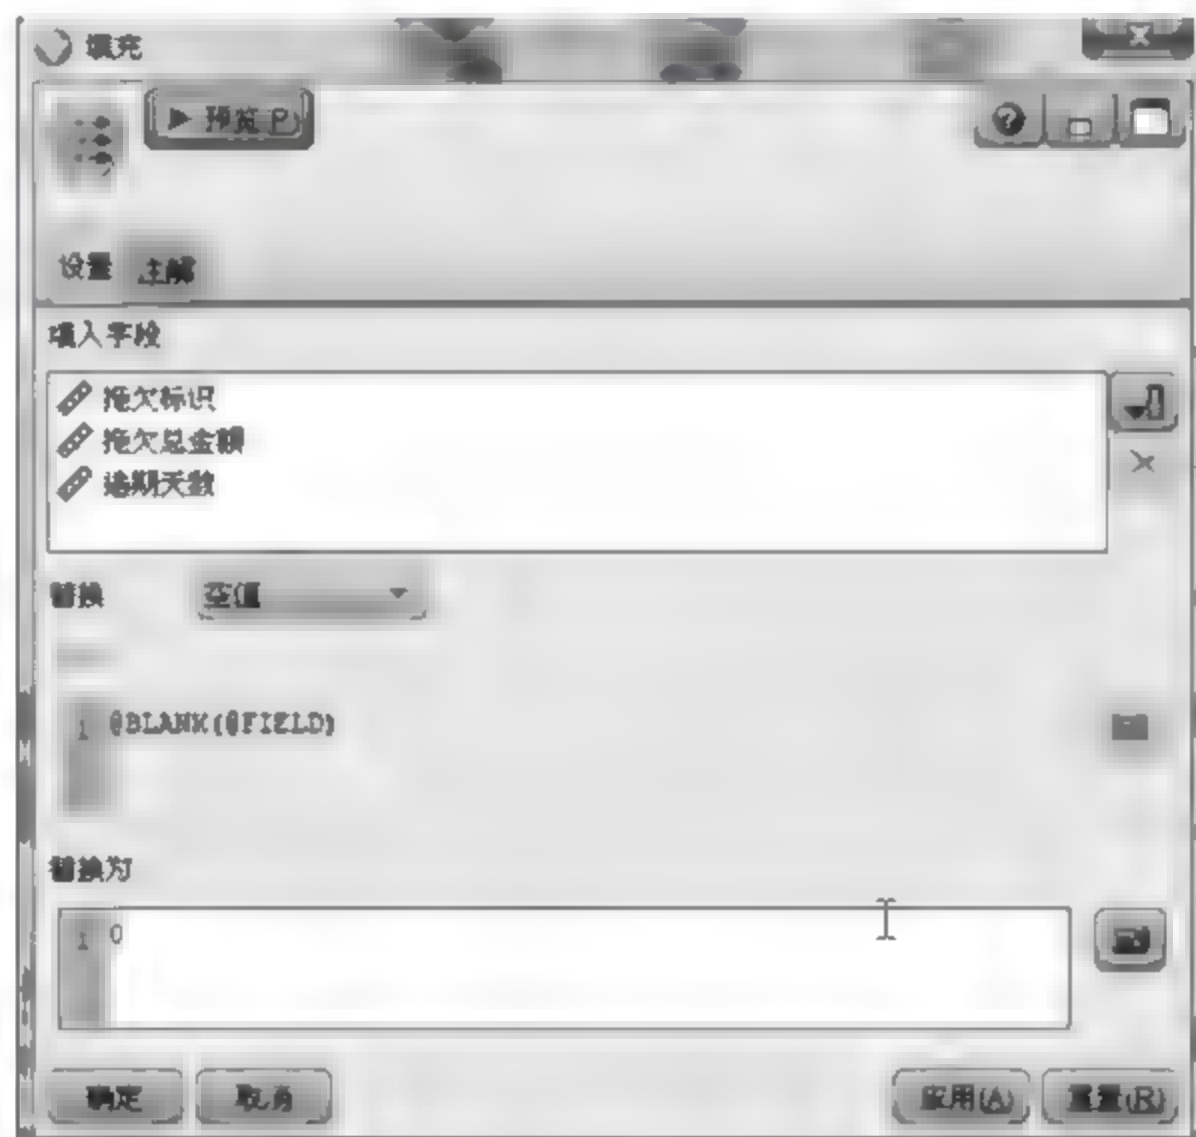 填充
预览(P)
设置 注解
填入字段
拖欠标识
拖欠总金额
逾期天数
替换 空值
1 @BLANK(@FIELD)
替换为
1 0
确定 取消 应用(A) 重置(R)